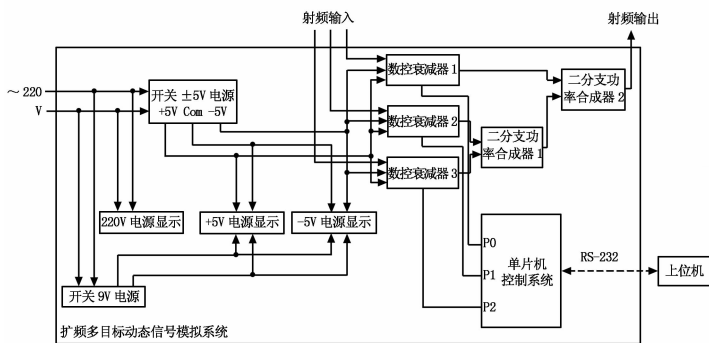 射频输入
射频输出
～220
V
开关 ±5V 电源
+5V Com -5V
数控衰减器 1
数控衰减器 2
数控衰减器 3
二分支功
率合成器 2
二分支功
率合成器 1
220V 电源显示
+5V 电源显示
-5V 电源显示
开关 9V 电源
P0
P1
P2
单片机
控制系统
RS-232
上位机
扩频多目标动态信号模拟系统